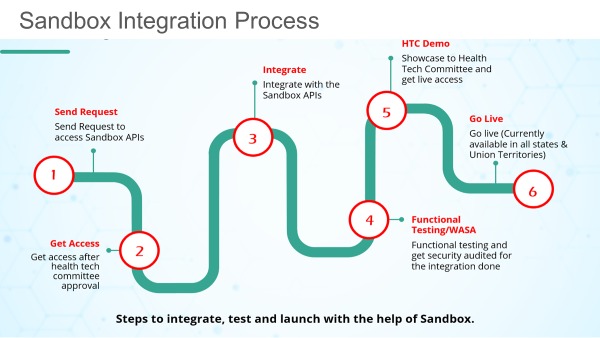 Sandbox Integration Process
1
Send Request
Send Request to
access Sandbox APIs
2
Get Access
Get access after
health tech
committee
approval
3
Integrate
Integrate with the
Sandbox APIs
4
Functional
Testing/WASA
Functional testing and
get security audited for
the integration done
5
HTC Demo
Showcase to Health
Tech Committee and
get live access
6
Go Live
Go live (Currently
available in all states &
Union Territories)
Steps to integrate, test and launch with the help of Sandbox.